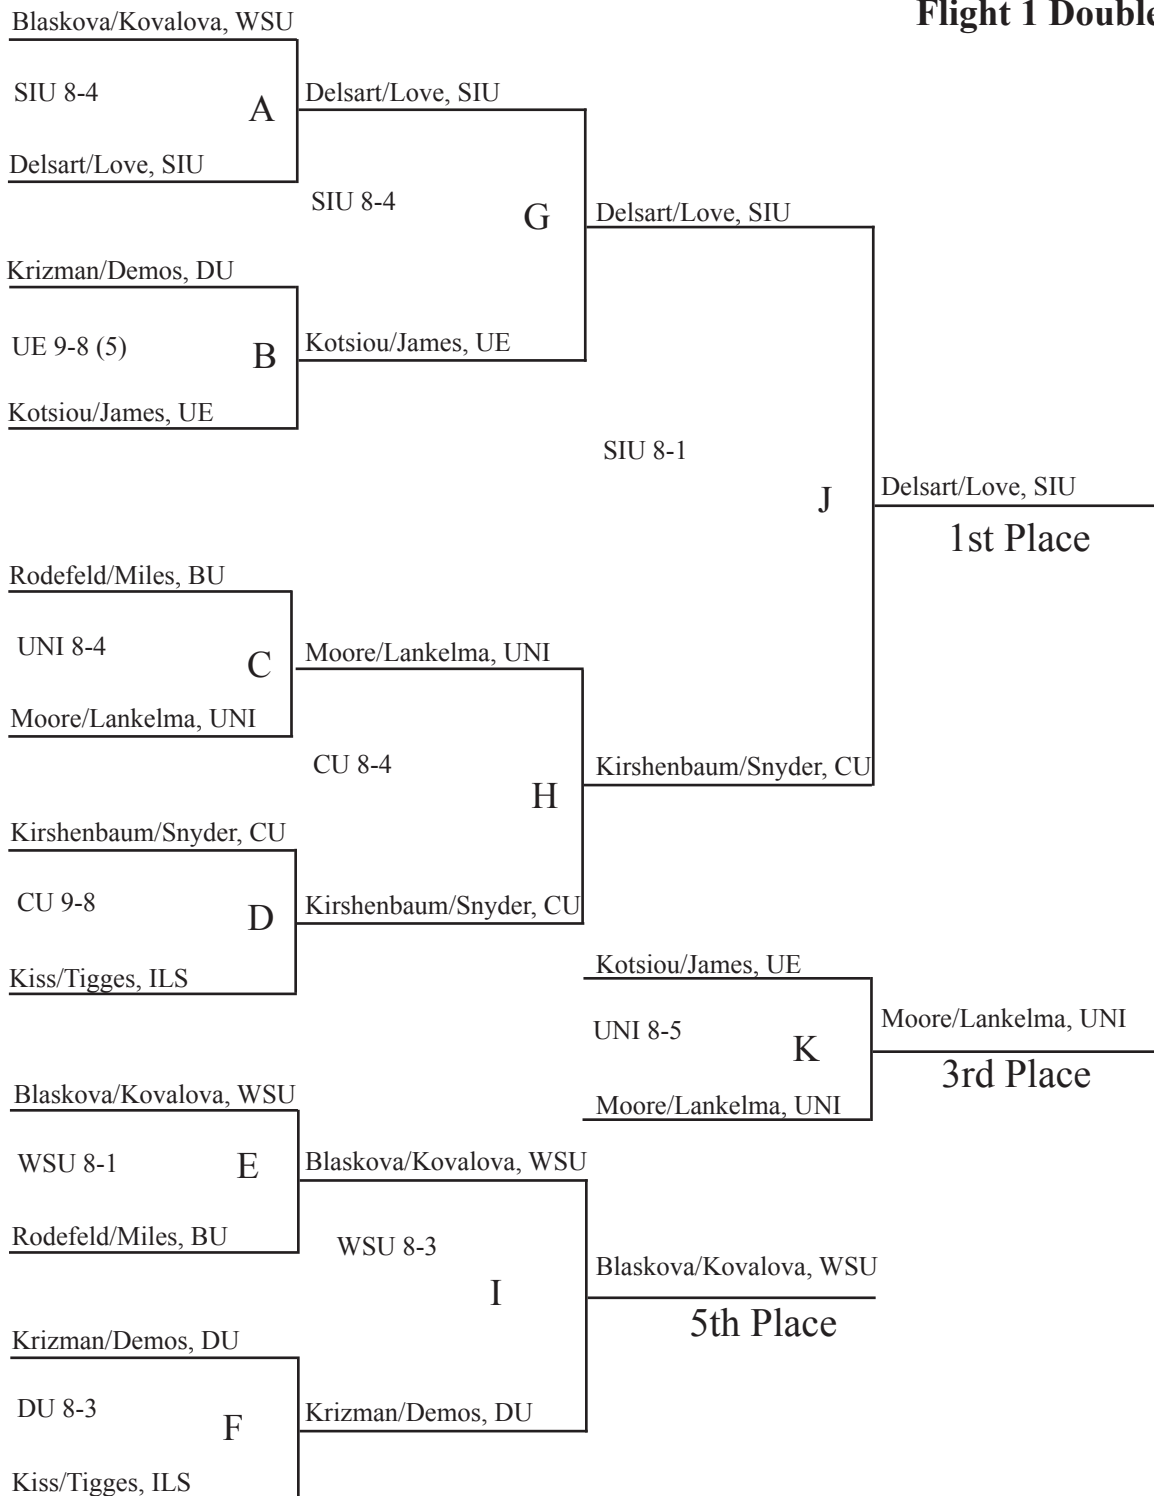 Flight 1 Double
Blaskova/Kovalova, WSU
SIU 8-4
A
Delsart/Love, SIU
Delsart/Love, SIU
SIU 8-4
G
Delsart/Love, SIU
Krizman/Demos, DU
UE 9-8 (5)
B
Kotsiou/James, UE
Kotsiou/James, UE
SIU 8-1
J
Delsart/Love, SIU
1st Place
Rodefeld/Miles, BU
UNI 8-4
C
Moore/Lankelma, UNI
Moore/Lankelma, UNI
CU 8-4
H
Kirshenbaum/Snyder, CU
Kirshenbaum/Snyder, CU
CU 9-8
D
Kirshenbaum/Snyder, CU
Kiss/Tigges, ILS
Kotsiou/James, UE
UNI 8-5
K
Moore/Lankelma, UNI
3rd Place
Moore/Lankelma, UNI
Blaskova/Kovalova, WSU
WSU 8-1
E
Blaskova/Kovalova, WSU
Rodefeld/Miles, BU
WSU 8-3
I
Blaskova/Kovalova, WSU
5th Place
Krizman/Demos, DU
DU 8-3
F
Krizman/Demos, DU
Kiss/Tigges, ILS